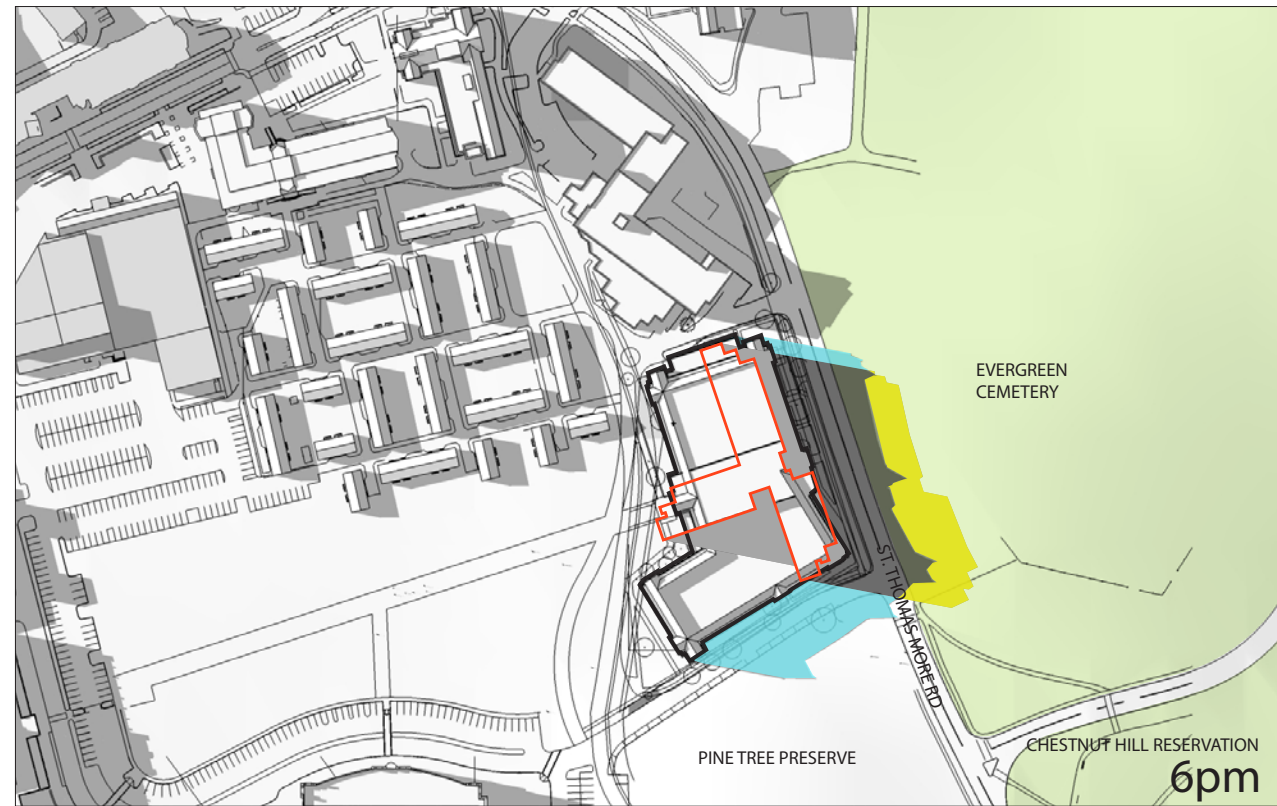 EVERGREEN
CEMETERY
ST. THOMAS MORE RD
PINE TREE PRESERVE
CHESTNUT HILL RESERVATION
6pm